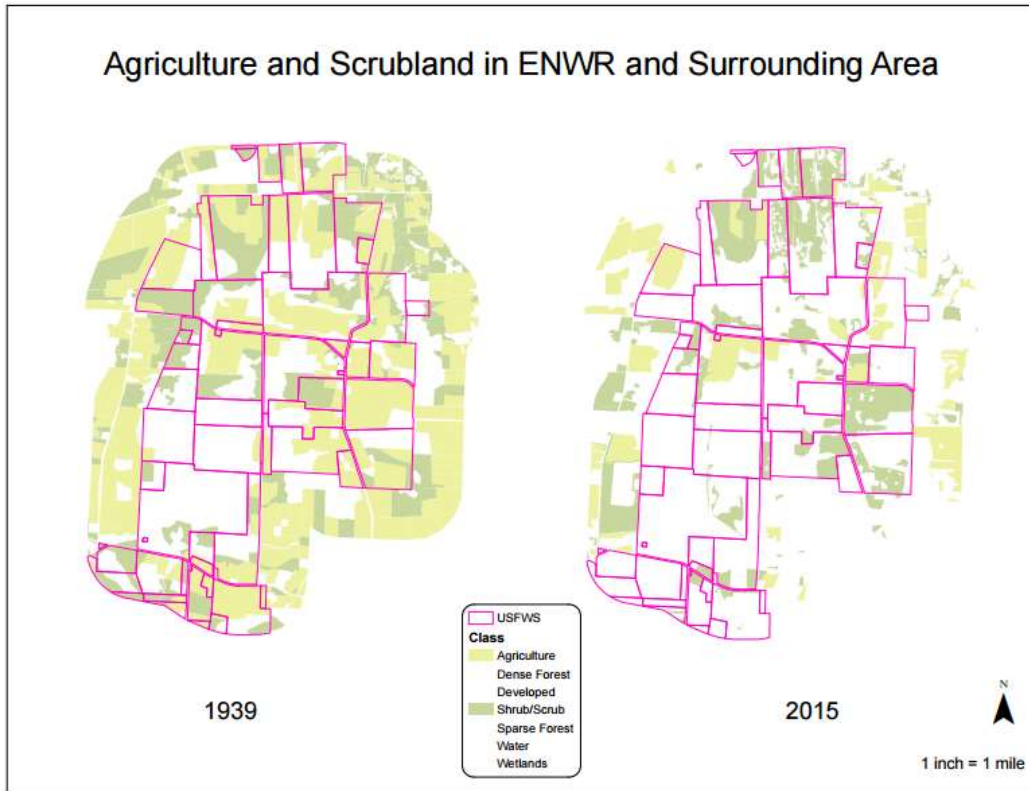 Agriculture and Scrubland in ENWR and Surrounding Area
USFWS
Class
Agriculture
Dense Forest
Developed
Shrub/Scrub
Sparse Forest
Water
Wetlands
1939
2015
N
1 inch = 1 mile